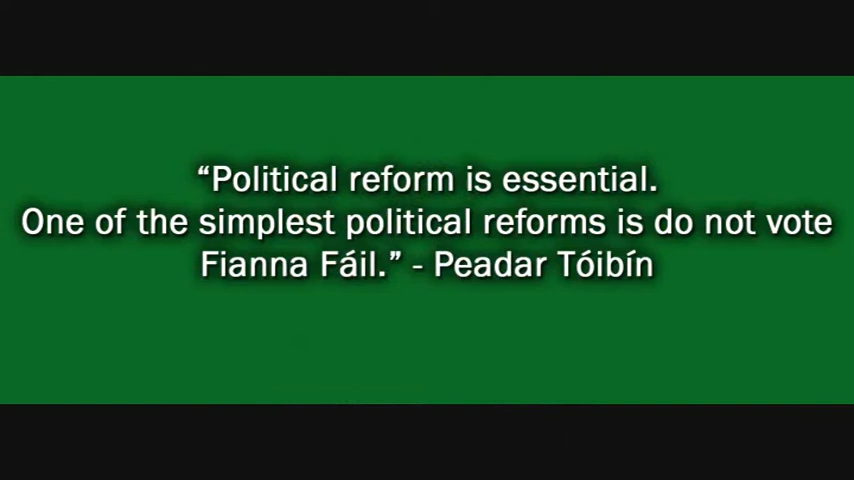 “Political reform is essential.
One of the simplest political reforms is do not vote
Fianna Fáil.” - Peadar Tóibín